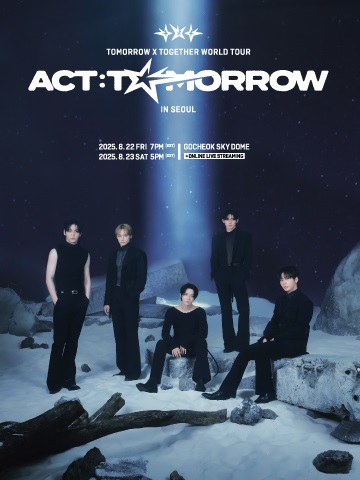 TOMORROW X TOGETHER WORLD TOUR
ACT:TOMORROW
IN SEOUL
2025. 8. 22 FRI 7PM (KST) | GOCHEOK SKY DOME
2025. 8. 23 SAT 5PM (KST) | +ONLINE LIVE STREAMING